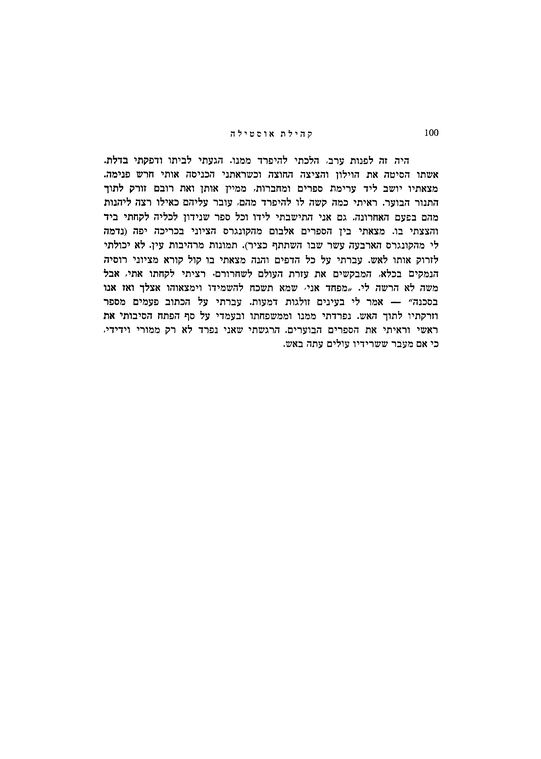 קהילת אוסטילה 100
היה זה לפנות ערב, הלכתי להיפרד ממנו. הגעתי לביתו ודפקתי בדלת.
אשתו הסיטה את הוילון והציצה החוצה וכשראתני הכניסה אותי חרש פנימה.
מצאתיו יושב ליד ערימת ספרים ומחברות, ממיין אותן ואת רובם זורק לתוך
התנור הבוער. ראיתי כמה קשה לו להיפרד מהם, עובר עליהם כאילו רצה ליהנות
מהם בפעם האחרונה. גם אני התישבתי לידו וכל ספר שנידון לכליה לקחתי ביד
והצצתי בו. מצאתי בין הספרים אלבום מהקונגרס הציוני בכריכה יפה (נדמה
לי מהקונגרס הארבעה עשר שבו השתתף כציר). תמונות מרהיבות עין. לא יכולתי
לזרוק אותו לאש. עברתי על כל הדפים והנה מצאתי בו קול קורא מציוני רוסיה
הנמקים בכלא, המבקשים את עזרת העולם לשחרורם. רציתי לקחתו אתי, אבל
משה לא הרשה לי. „מפחד אני, שמא תשכח להשמידו וימצאוהו אצלך ואז אנו
בסכנה" — אמר לי בעינים זולגות דמעות. עברתי על הכתוב פעמים מספר
וזרקתיו לתוך האש. נפרדתי ממנו וממשפחתו ובעמדי על סף הפתח הסיבותי את
ראשי וראיתי את הספרים הבוערים. הרגשתי שאני נפרד לא רק ממורי וידידי,
כי אם מעבר ששרידיו עולים עתה באש.